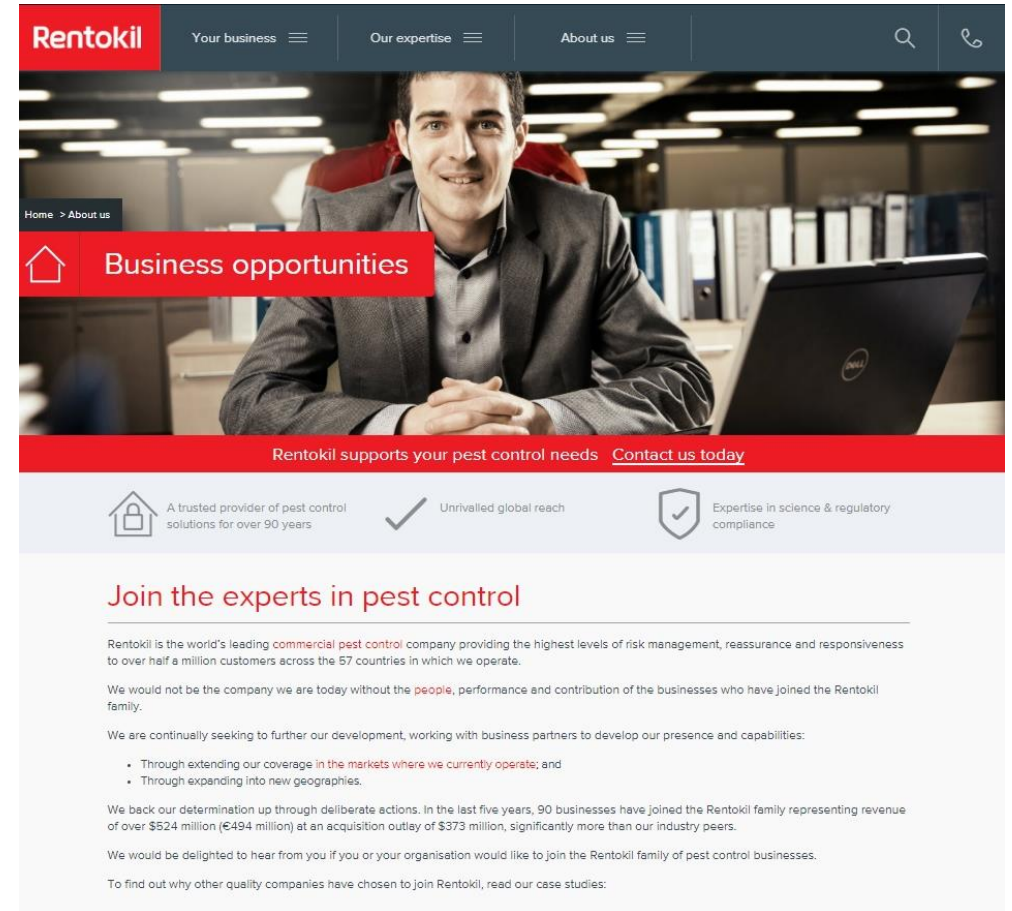 Rentokil
Your business
Our expertise
About us
Home > About us
Business opportunities
DELL
Rentokil supports your pest control needs Contact us today
A trusted provider of pest control
solutions for over 90 years
Unrivalled global reach
Expertise in science & regulatory
compliance
Join the experts in pest control
Rentokil is the world's leading commercial pest control company providing the highest levels of risk management, reassurance and responsiveness
to over half a million customers across the 57 countries in which we operate.
We would not be the company we are today without the people, performance and contribution of the businesses who have joined the Rentokil
family.
We are continually seeking to further our development, working with business partners to develop our presence and capabilities:
• Through extending our coverage in the markets where we currently operate; and
• Through expanding into new geographies.
We back our determination up through deliberate actions. In the last five years, 90 businesses have joined the Rentokil family representing revenue
of over $524 million (€494 million) at an acquisition outlay of $373 million, significantly more than our industry peers.
We would be delighted to hear from you if you or your organisation would like to join the Rentokil family of pest control businesses.
To find out why other quality companies have chosen to join Rentokil, read our case studies: